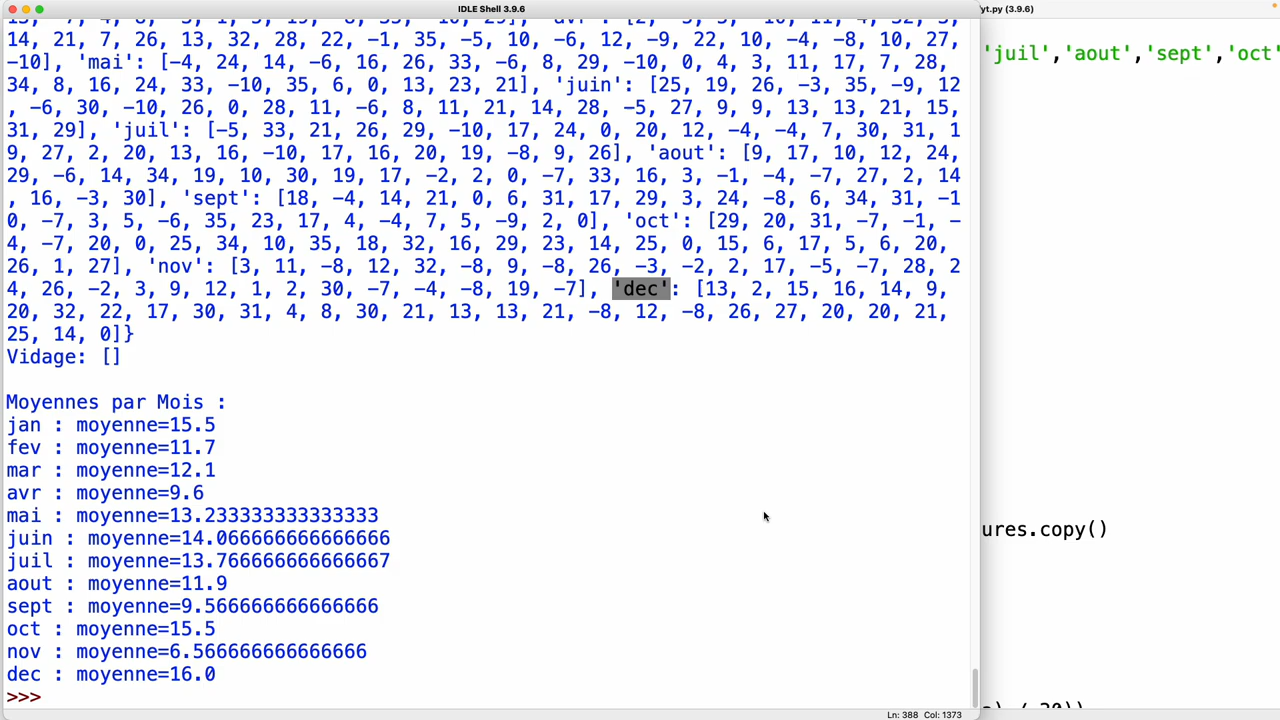 IDLE Shell 3.9.6
yt.py (3.9.6)
14, 21, 7, 26, 13, 32, 28, 22, -1, 35, -5, 10, -6, 12, -9, 22, 10, -4, -8, 10, 27,
-10], 'mai': [-4, 24, 14, -6, 16, 26, 33, -6, 8, 29, -10, 0, 4, 3, 11, 17, 7, 28,
34, 8, 16, 24, 33, -10, 35, 6, 0, 13, 23, 21], 'juin': [25, 19, 26, -3, 35, -9, 12
, -6, 30, -10, 26, 0, 28, 11, -6, 8, 11, 21, 14, 28, -5, 27, 9, 9, 13, 13, 21, 15,
31, 29], 'juil': [-5, 33, 21, 26, 29, -10, 17, 24, 0, 20, 12, -4, -4, 7, 30, 31, 1
9, 27, 2, 20, 13, 16, -10, 17, 16, 20, 19, -8, 9, 26], 'aout': [9, 17, 10, 12, 24,
29, -6, 14, 34, 19, 10, 30, 19, 17, -2, 2, 0, -7, 33, 16, 3, -1, -4, -7, 27, 2, 14
, 16, -3, 30], 'sept': [18, -4, 14, 21, 0, 6, 31, 17, 29, 3, 24, -8, 6, 34, 31, -1
0, -7, 3, 5, -6, 35, 23, 17, 4, -4, 7, 5, -9, 2, 0], 'oct': [29, 20, 31, -7, -1, -
4, -7, 20, 0, 25, 34, 10, 35, 18, 32, 16, 29, 23, 14, 25, 0, 15, 6, 17, 5, 6, 20,
26, 1, 27], 'nov': [3, 11, -8, 12, 32, -8, 9, -8, 26, -3, -2, 2, 17, -5, -7, 28, 2
4, 26, -2, 3, 9, 12, 1, 2, 30, -7, -4, -8, 19, -7], 'dec': [13, 2, 15, 16, 14, 9,
20, 32, 22, 17, 30, 31, 4, 8, 30, 21, 13, 13, 21, -8, 12, -8, 26, 27, 20, 20, 21,
25, 14, 0]}
Vidage: []
Moyennes par Mois :
jan : moyenne=15.5
fev : moyenne=11.7
mar : moyenne=12.1
avr : moyenne=9.6
mai : moyenne=13.233333333333333
juin : moyenne=14.066666666666666
juil : moyenne=13.766666666666667
aout : moyenne=11.9
sept : moyenne=9.566666666666666
oct : moyenne=15.5
nov : moyenne=6.566666666666666
dec : moyenne=16.0
>>>
Ln: 388 Col: 1373
'juil','aout','sept','oct'
ures.copy()